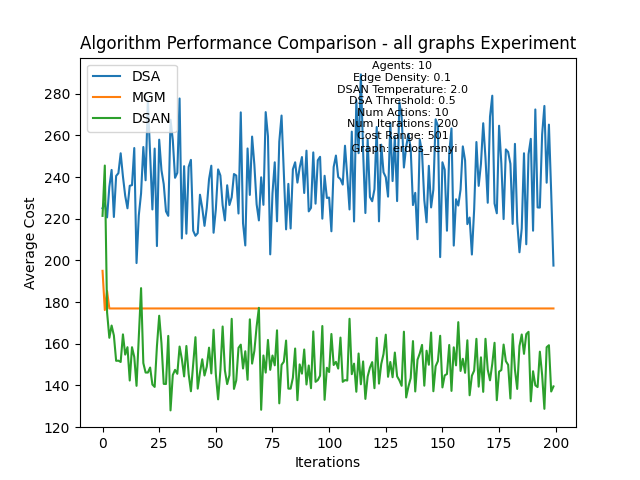 Algorithm Performance Comparison - all graphs Experiment
DSA
MGM
DSAN
Agents: 10
Edge Density: 0.1
DSAN Temperature: 2.0
DSA Threshold: 0.5
Num Actions: 10
Num Iterations: 200
Cost Range: 501
Graph: erdos_renyi
Average Cost
280
260
240
220
200
180
160
140
120
0 25 50 75 100 125 150 175 200
Iterations